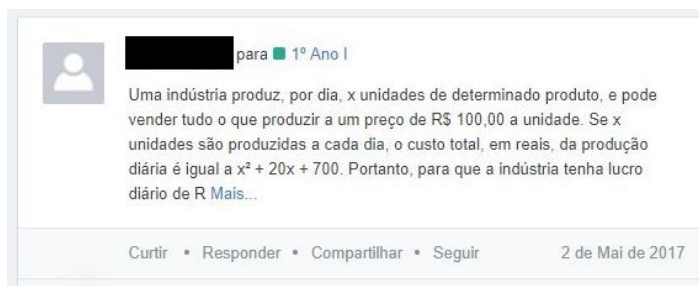 para 1º Ano I
Uma indústria produz, por dia, x unidades de determinado produto, e pode
vender tudo o que produzir a um preço de R$ 100,00 a unidade. Se x
unidades são produzidas a cada dia, o custo total, em reais, da produção
diária é igual a x² + 20x + 700. Portanto, para que a indústria tenha lucro
diário de R Mais...
Curtir • Responder • Compartilhar • Seguir 2 de Mai de 2017